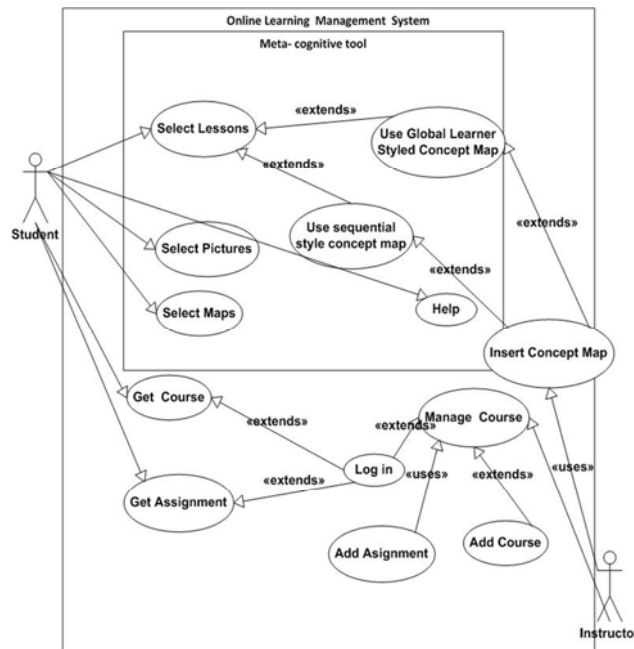 Online Learning Management System
Meta- cognitive tool
«extends»
Select Lessons
Use Global Learner
Styled Concept Map
«extends»
«extends»
Student
Select Pictures
Use sequential
style concept map
«extends»
Select Maps
Help
Insert Concept Map
Get Course
«extends»
«extends»
Manage Course
Log in
«uses»
«extends»
«uses»
Get Assignment
«extends»
Add Asignment
Add Course
Instructo